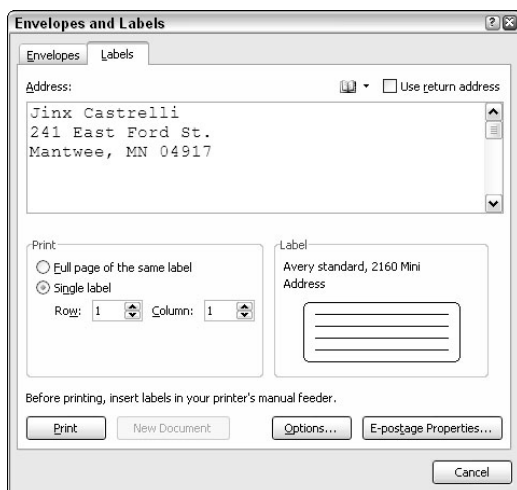 Envelopes and Labels
Envelopes Labels
Address: Use return address
Jinx Castrelli
241 East Ford St.
Mantwee, MN 04917
Print
Full page of the same label
Single label
Row: 1 Column: 1
Label
Avery standard, 2160 Mini
Address
Before printing, insert labels in your printer's manual feeder.
Print New Document Options... E-postage Properties...
Cancel